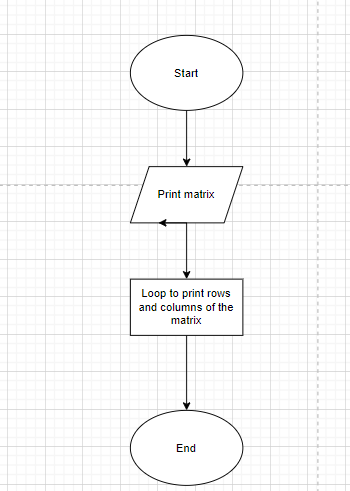 Start
Print matrix
Loop to print rows
and columns of the
matrix
End